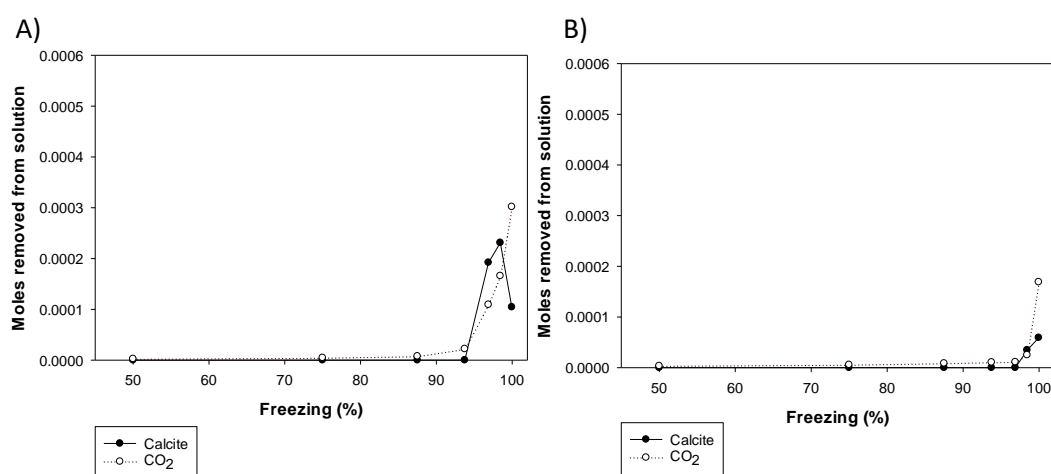 A)
0.0006
0.0005
0.0004
0.0003
0.0002
0.0001
0.0000
Moles removed from solution
50 60 70 80 90 100
Freezing (%)
Calcite
CO2
B)
0.0006
0.0005
0.0004
0.0003
0.0002
0.0001
0.0000
Moles removed from solution
50 60 70 80 90 100
Freezing (%)
Calcite
CO2